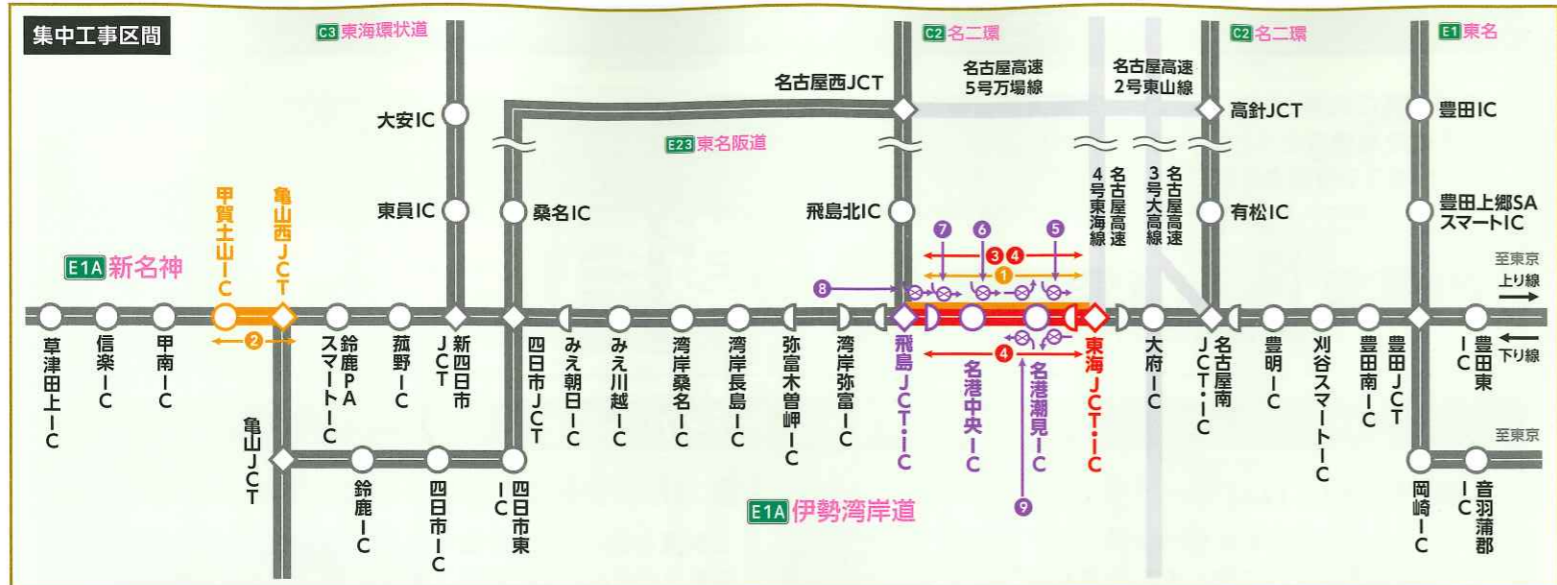 集中工事区間
C3 東海環状道
C2 名二環
C2 名二環
E1 東名
名古屋西JCT
名古屋高速
5号万場線
名古屋高速
2号東山線
大安IC
高針JCT
豊田IC
E23 東名阪道
甲賀土山IC
亀山西JCT
東員IC
桑名IC
飛島北IC
4号東海線
名古屋高速
3号大高線
名古屋高速
有松IC
豊田上郷SA
スマートIC
E1A 新名神
7
6
5
3 4
1
8
至東京
上り線
2
4
下り線
草津田上IC
信楽IC
甲南IC
鈴鹿PA
スマートIC
菰野IC
新四日市
JCT
四日市JCT
みえ朝日IC
みえ川越IC
湾岸桑名IC
湾岸長島IC
弥富木曽岬IC
湾岸弥富IC
飛島JCT・IC
名港中央IC
名港潮見IC
東海JCT・IC
大府IC
名古屋南
JCT・IC
豊明IC
刈谷スマートIC
豊田南IC
豊田JCT
豊田東
IC
亀山JCT
鈴鹿IC
四日市IC
四日市東
IC
E1A 伊勢湾岸道
9
至東京
岡崎IC
音羽蒲郡
IC